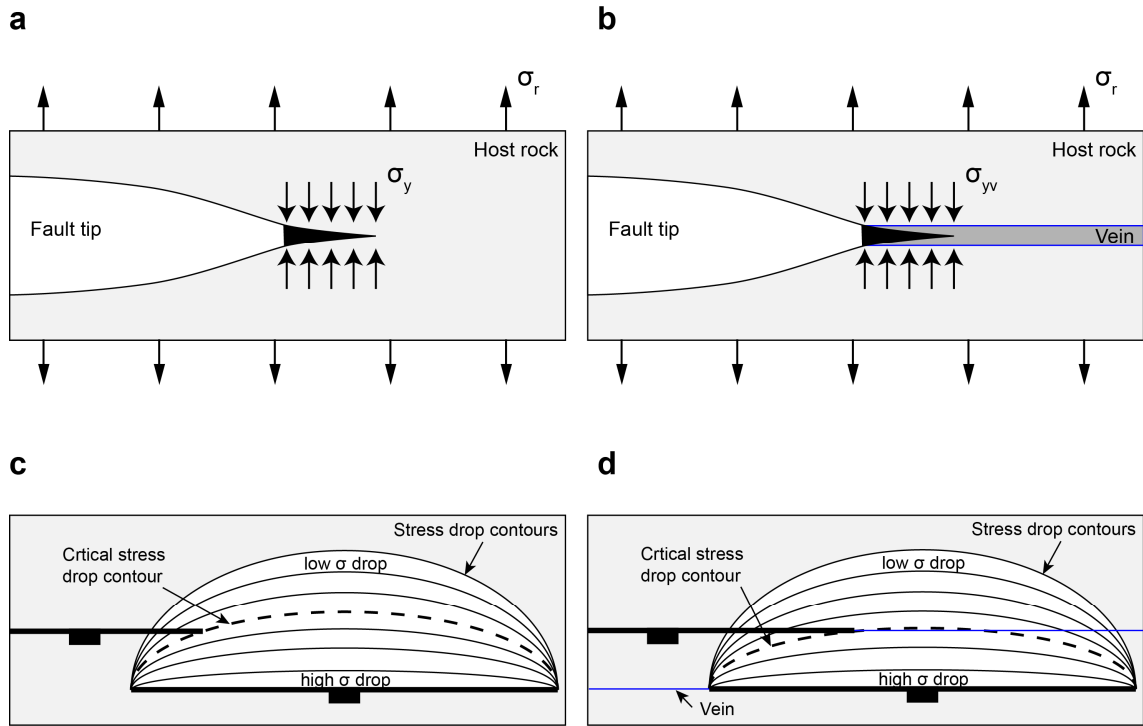 a
b
σr
σr
Host rock
Host rock
σy
σyv
Fault tip
Fault tip
Vein
c
d
Stress drop contours
Stress drop contours
Crtical stress
drop contour
Crtical stress
drop contour
low σ drop
low σ drop
high σ drop
high σ drop
Vein